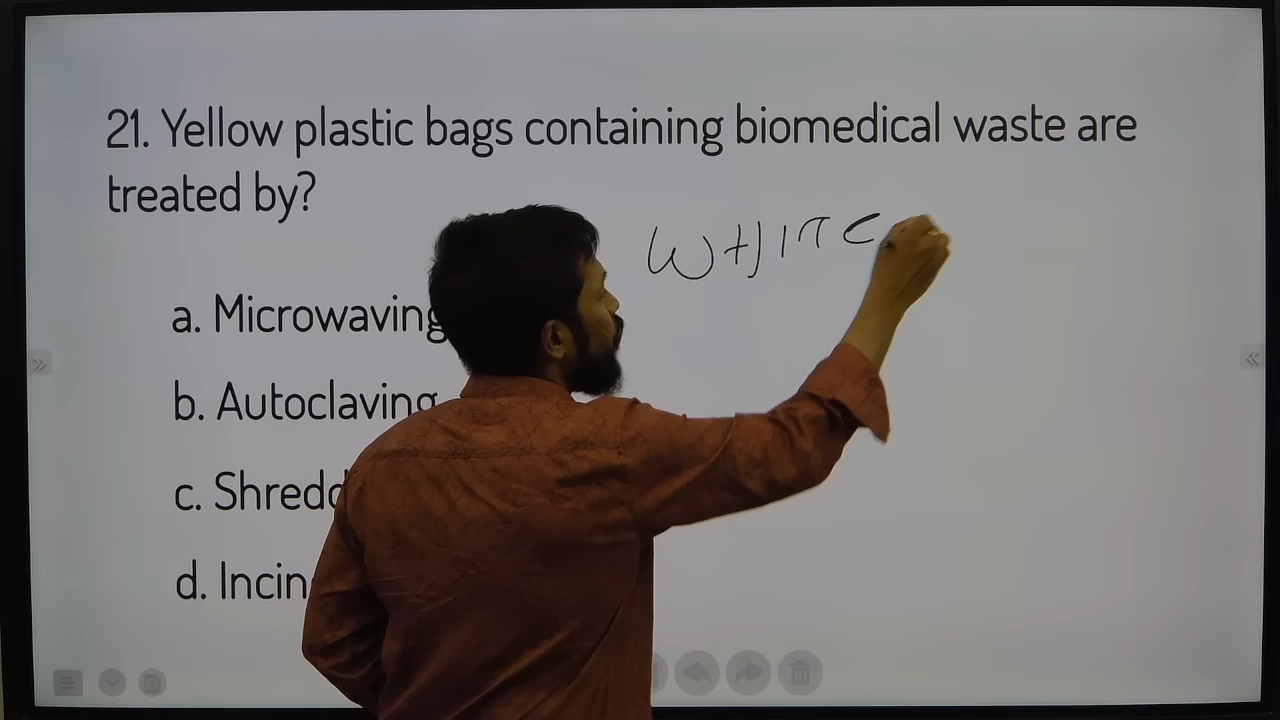 21. Yellow plastic bags containing biomedical waste are
treated by?
WHITE
a. Microwaving
b. Autoclaving
c. Shredd
d. Incin